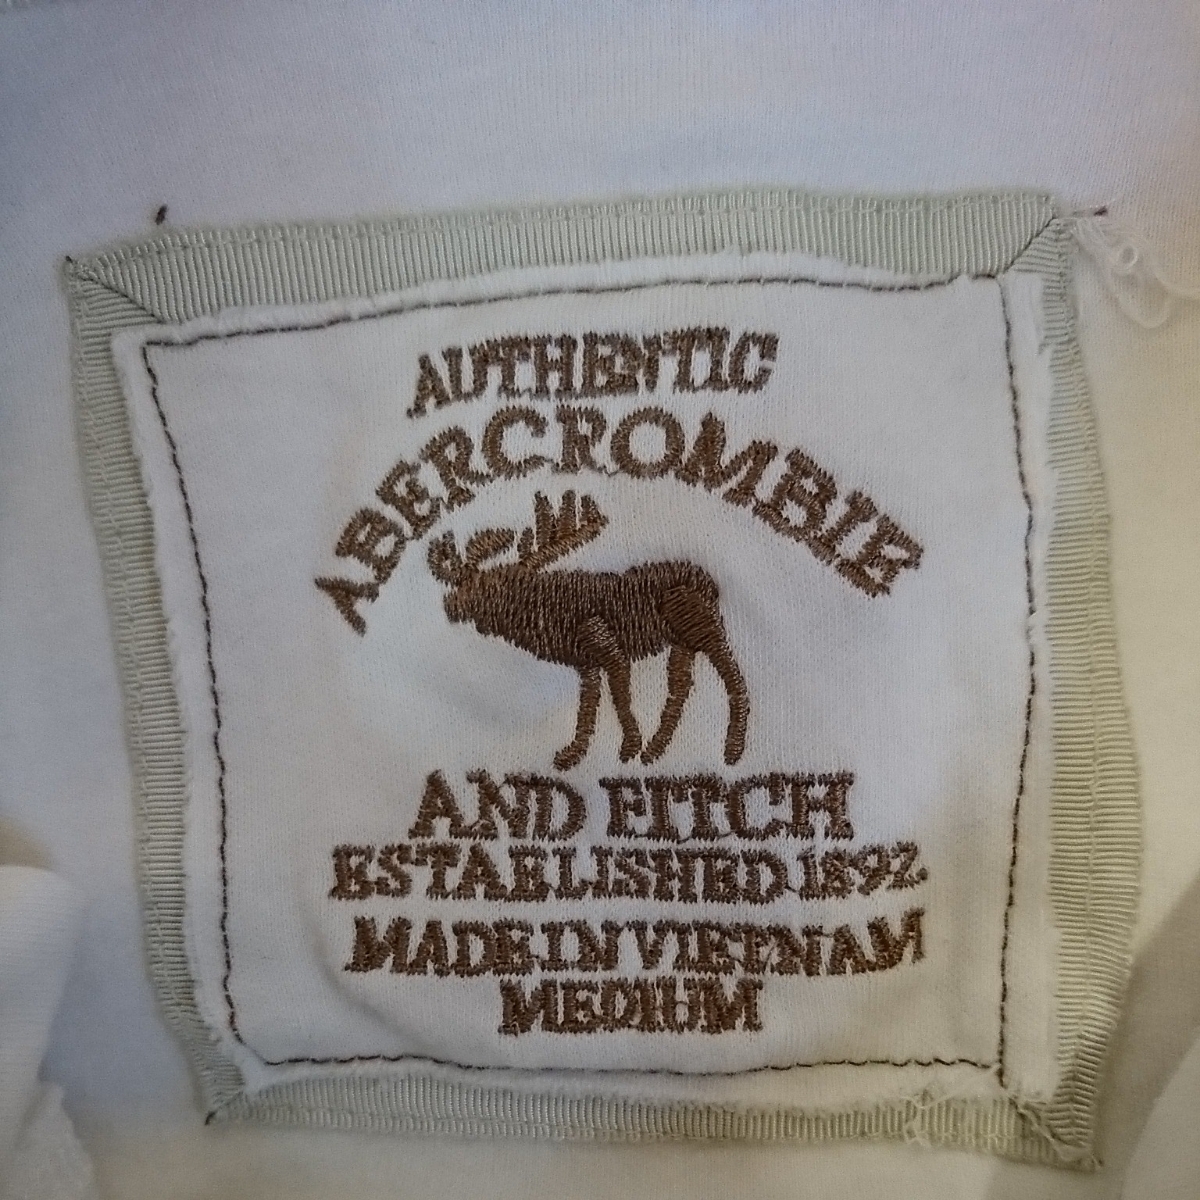 AUTHENTIC
ABERCROMBIE
AND FITCH
ESTABLISHED 1892.
MADE IN VIETNAM
MEDIUM